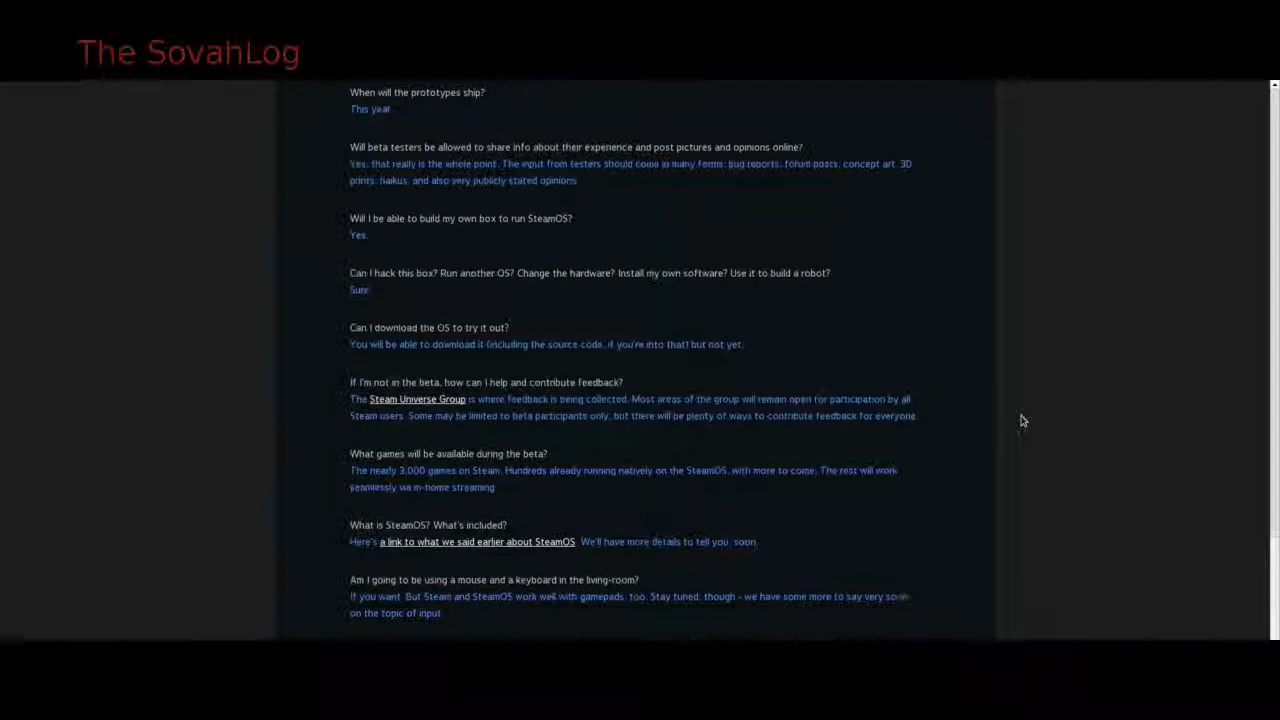 The SovahLog
When will the prototypes ship?
This year
Will beta testers be allowed to share info about their experience and post pictures and opinions online?
Yes, that really is the whole point. The input from testers should come in many forms: bug reports, forum posts, concept art, 3D
prints, haikus, and also very publicly stated opinions
Will I be able to build my own box to run SteamOS?
Yes.
Can I hack this box? Run another OS? Change the hardware? Install my own software? Use it to build a robot?
Sure
Can I download the OS to try it out?
You will be able to download it (including the source code, if you're into that) but not yet.
If I'm not in the beta, how can I help and contribute feedback?
The Steam Universe Group is where feedback is being collected. Most areas of the group will remain open for participation by all
Steam users. Some may be limited to beta participants only, but there will be plenty of ways to contribute feedback for everyone
What games will be available during the beta?
The nearly 3,000 games on Steam. Hundreds already running natively on the SteamOS, with more to come. The rest will work
seamlessly via in-home streaming
What is SteamOS? What's included?
Here's a link to what we said earlier about SteamOS. We'll have more details to tell you, soon
Am I going to be using a mouse and a keyboard in the living-room?
If you want. But Steam and SteamOS work well with gamepads, too. Stay tuned, though - we have some more to say very soon
on the topic of input